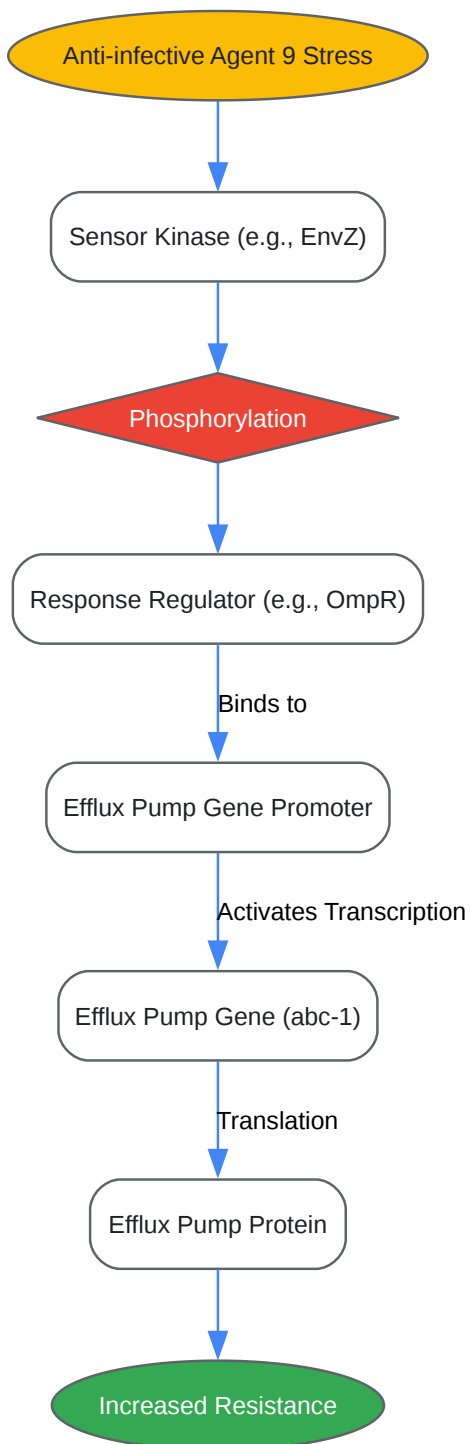 Anti-infective Agent 9 Stress
Sensor Kinase (e.g., EnvZ)
Phosphorylation
Response Regulator (e.g., OmpR)
Binds to
Efflux Pump Gene Promoter
Activates Transcription
Efflux Pump Gene (abc-1)
Translation
Efflux Pump Protein
Increased Resistance